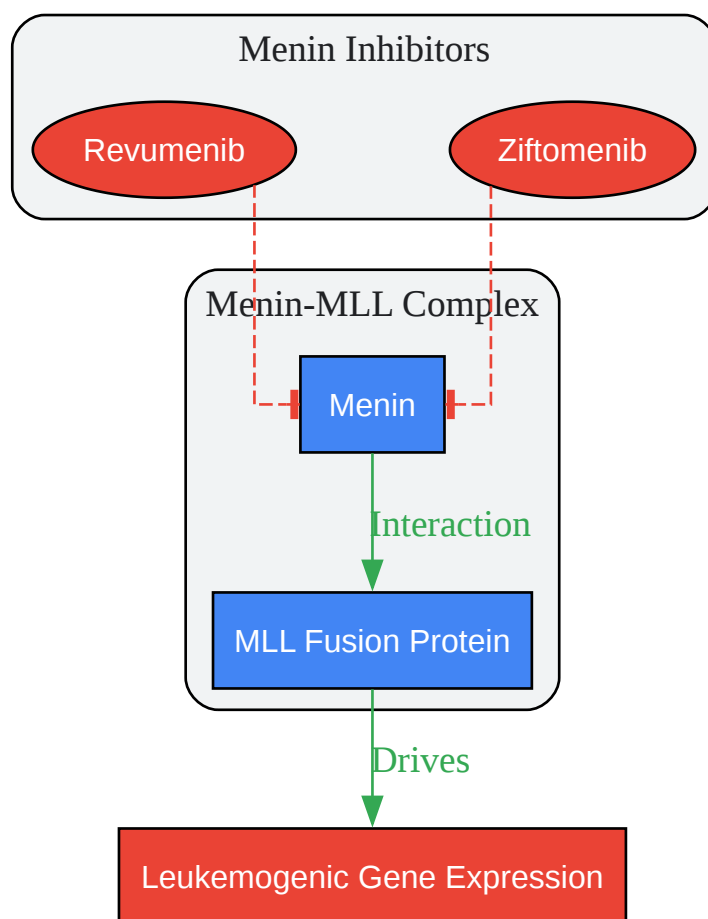 Menin Inhibitors
Revumenib
Ziftomenib
Menin-MLL Complex
Menin
Interaction
MLL Fusion Protein
Drives
Leukemogenic Gene Expression